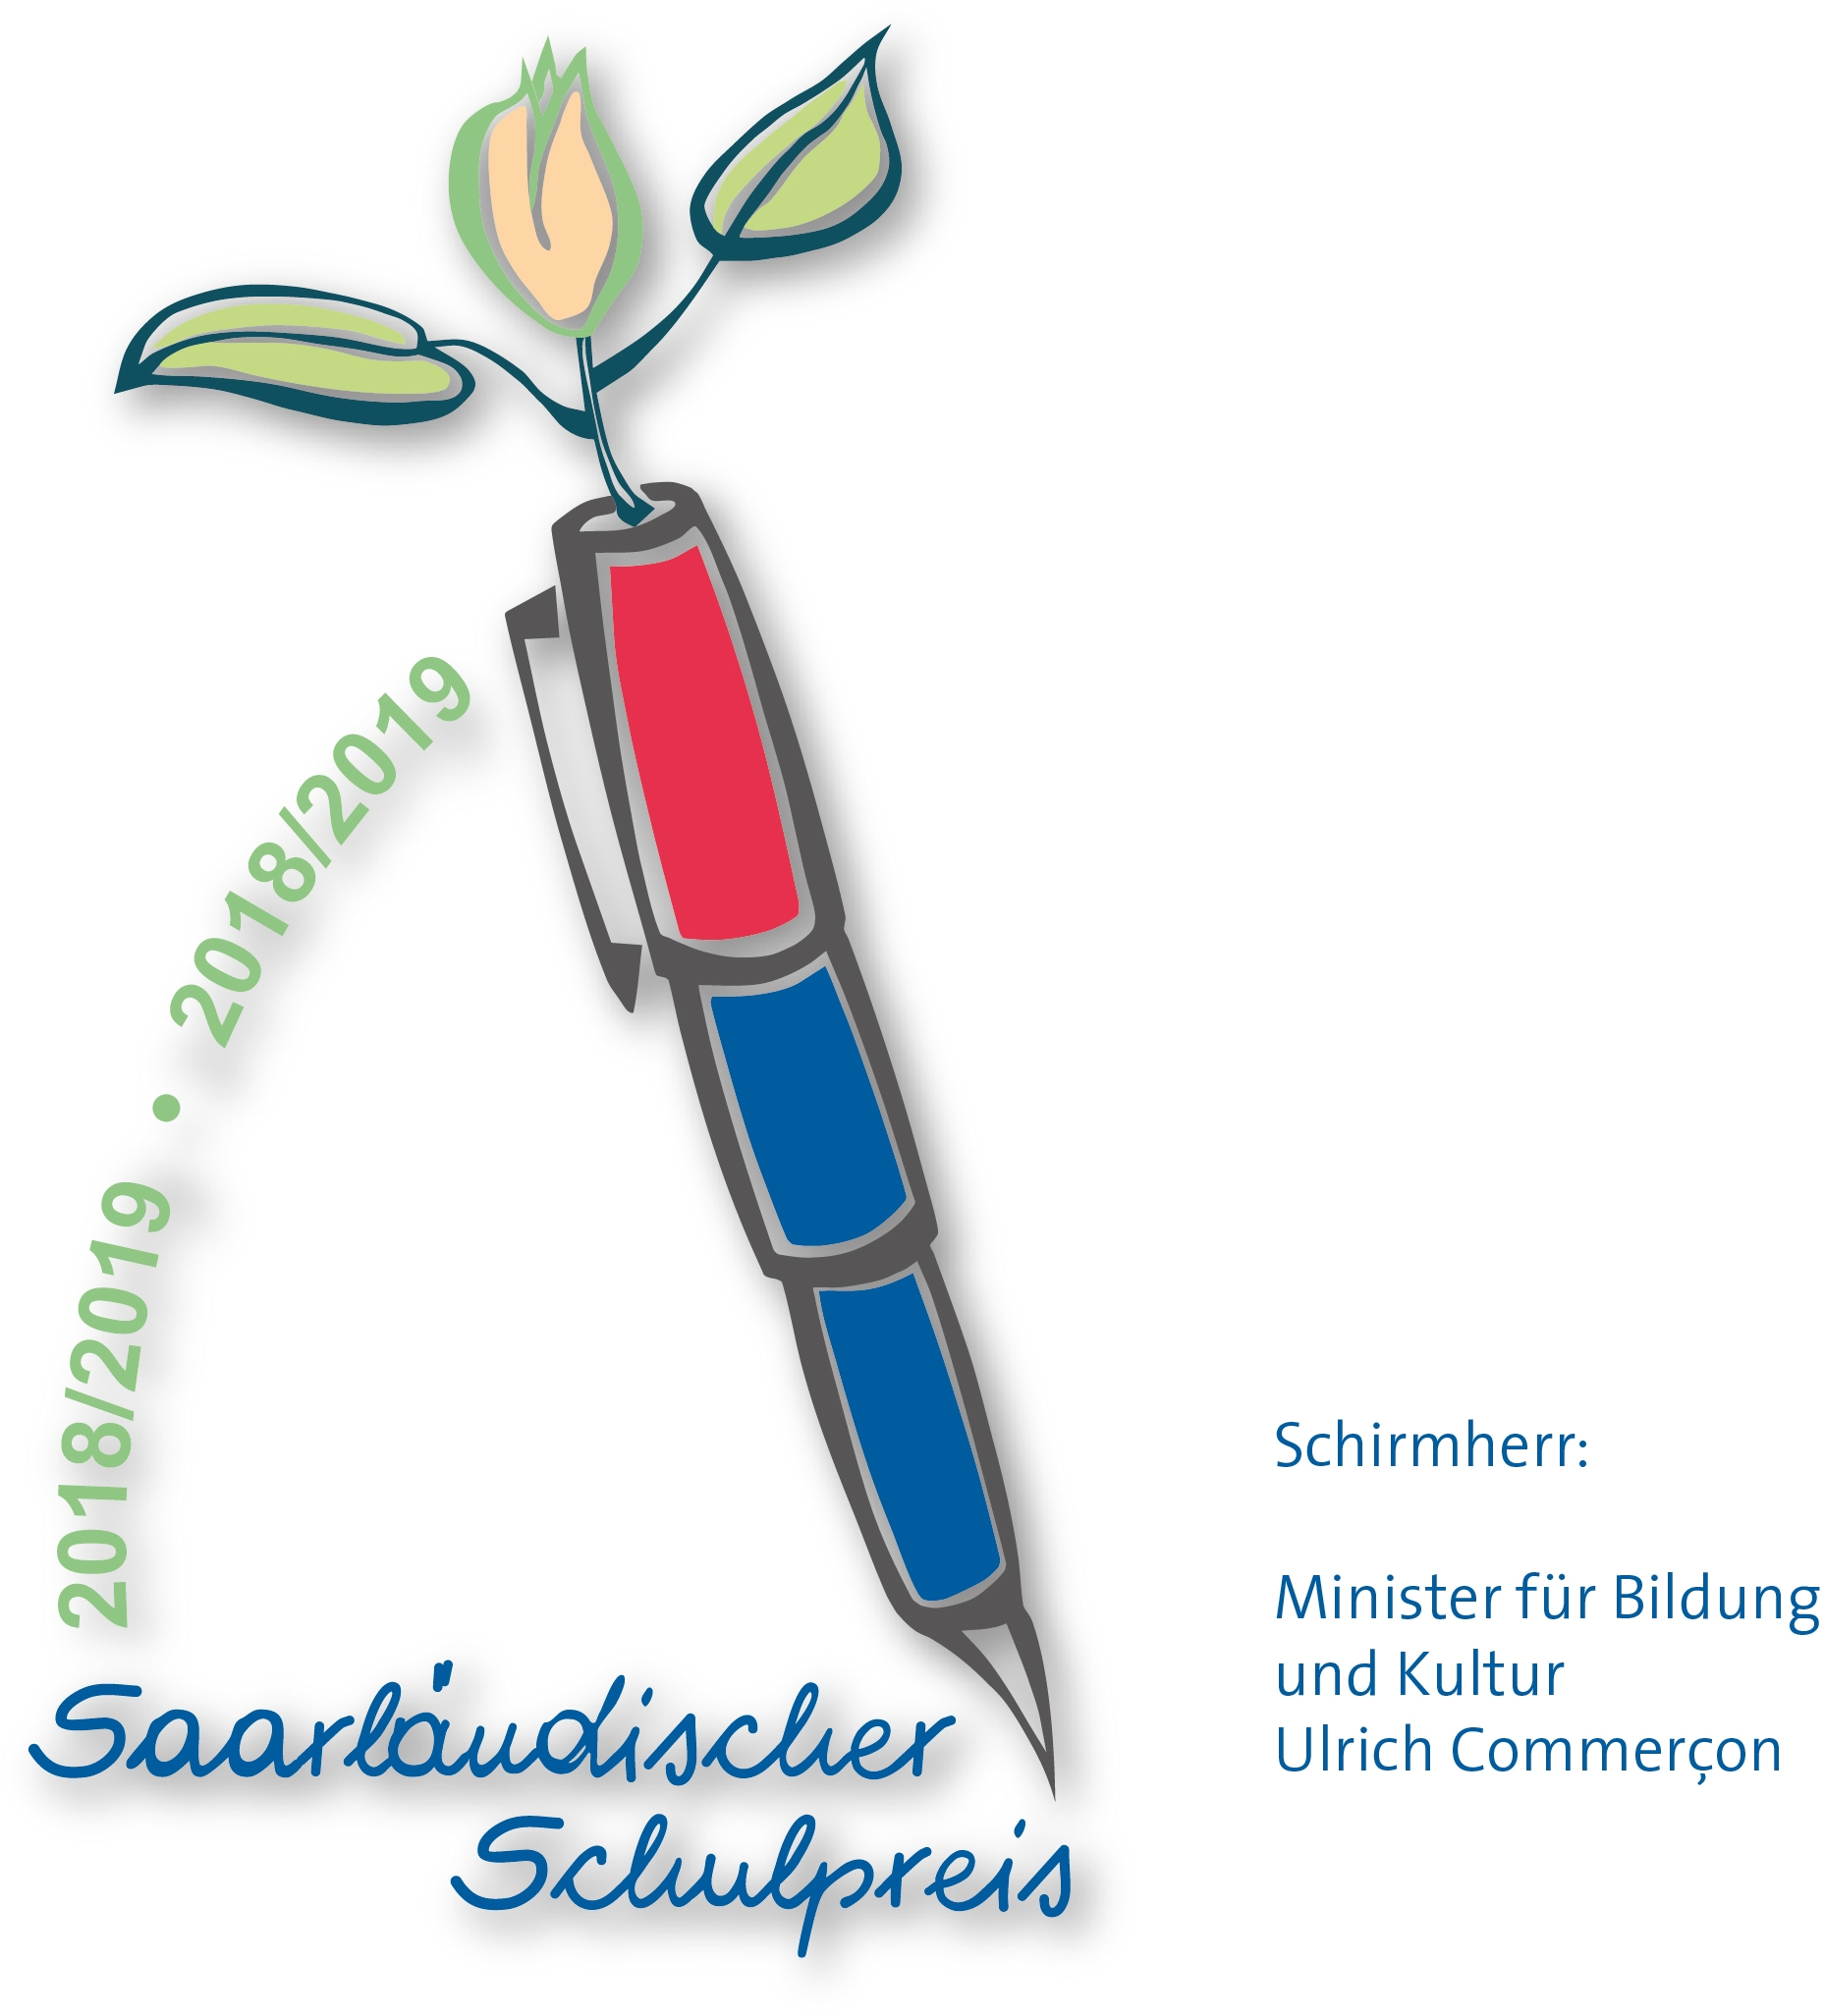 2018/2019 • 2018/2019
Saarländischer
Schulpreis
Schirmherr:
Minister für Bildung
und Kultur
Ulrich Commerçon